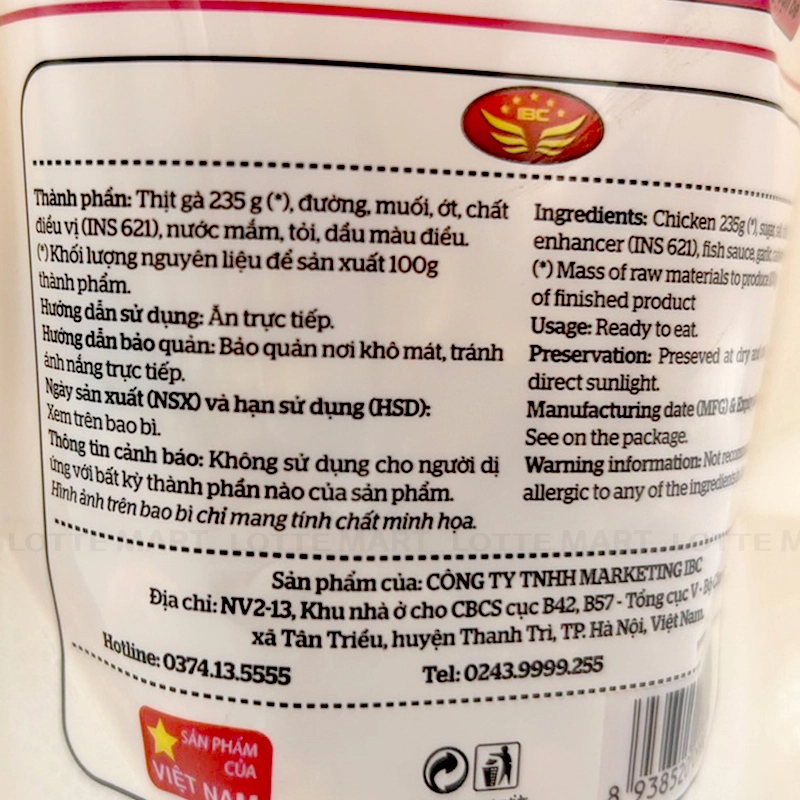 IBC
Thành phần: Thịt gà 235 g (*), đường, muối, ớt, chất
điều vị (INS 621), nước mắm, tỏi, dầu màu điều.
(*) Khối lượng nguyên liệu để sản xuất 100g
thành phẩm.
Hướng dẫn sử dụng: Ăn trực tiếp.
Hướng dẫn bảo quản: Bảo quản nơi khô mát, tránh
ánh nắng trực tiếp.
Ngày sản xuất (NSX) và hạn sử dụng (HSD):
Xem trên bao bì.
Thông tin cảnh báo: Không sử dụng cho người dị
ứng với bất kỳ thành phần nào của sản phẩm.
Hình ảnh trên bao bì chỉ mang tính chất minh họa.
Ingredients: Chicken 235g (*), sugar, salt,
enhancer (INS 621), fish sauce, garlic,
(*) Mass of raw materials to produce
of finished product
Usage: Ready to eat.
Preservation: Preseved at dry and
direct sunlight.
Manufacturing date (MFG) &
See on the package.
Warning information: Not
allergic to any of the ingredients
LOTTE MART LOTTE MART LOTTE MART LOTTE M
Sản phẩm của: CÔNG TY TNHH MARKETING IBC
Địa chỉ: NV2-13, Khu nhà ở cho CBCS cục B42, B57 - Tổng cục V - Bộ
xã Tân Triều, huyện Thanh Trì, TP. Hà Nội, Việt Nam.
Hotline: 0374.13.5555
Tel: 0243.9999.255
SẢN PHẨM
CỦA
VIỆT NAM
8 93852